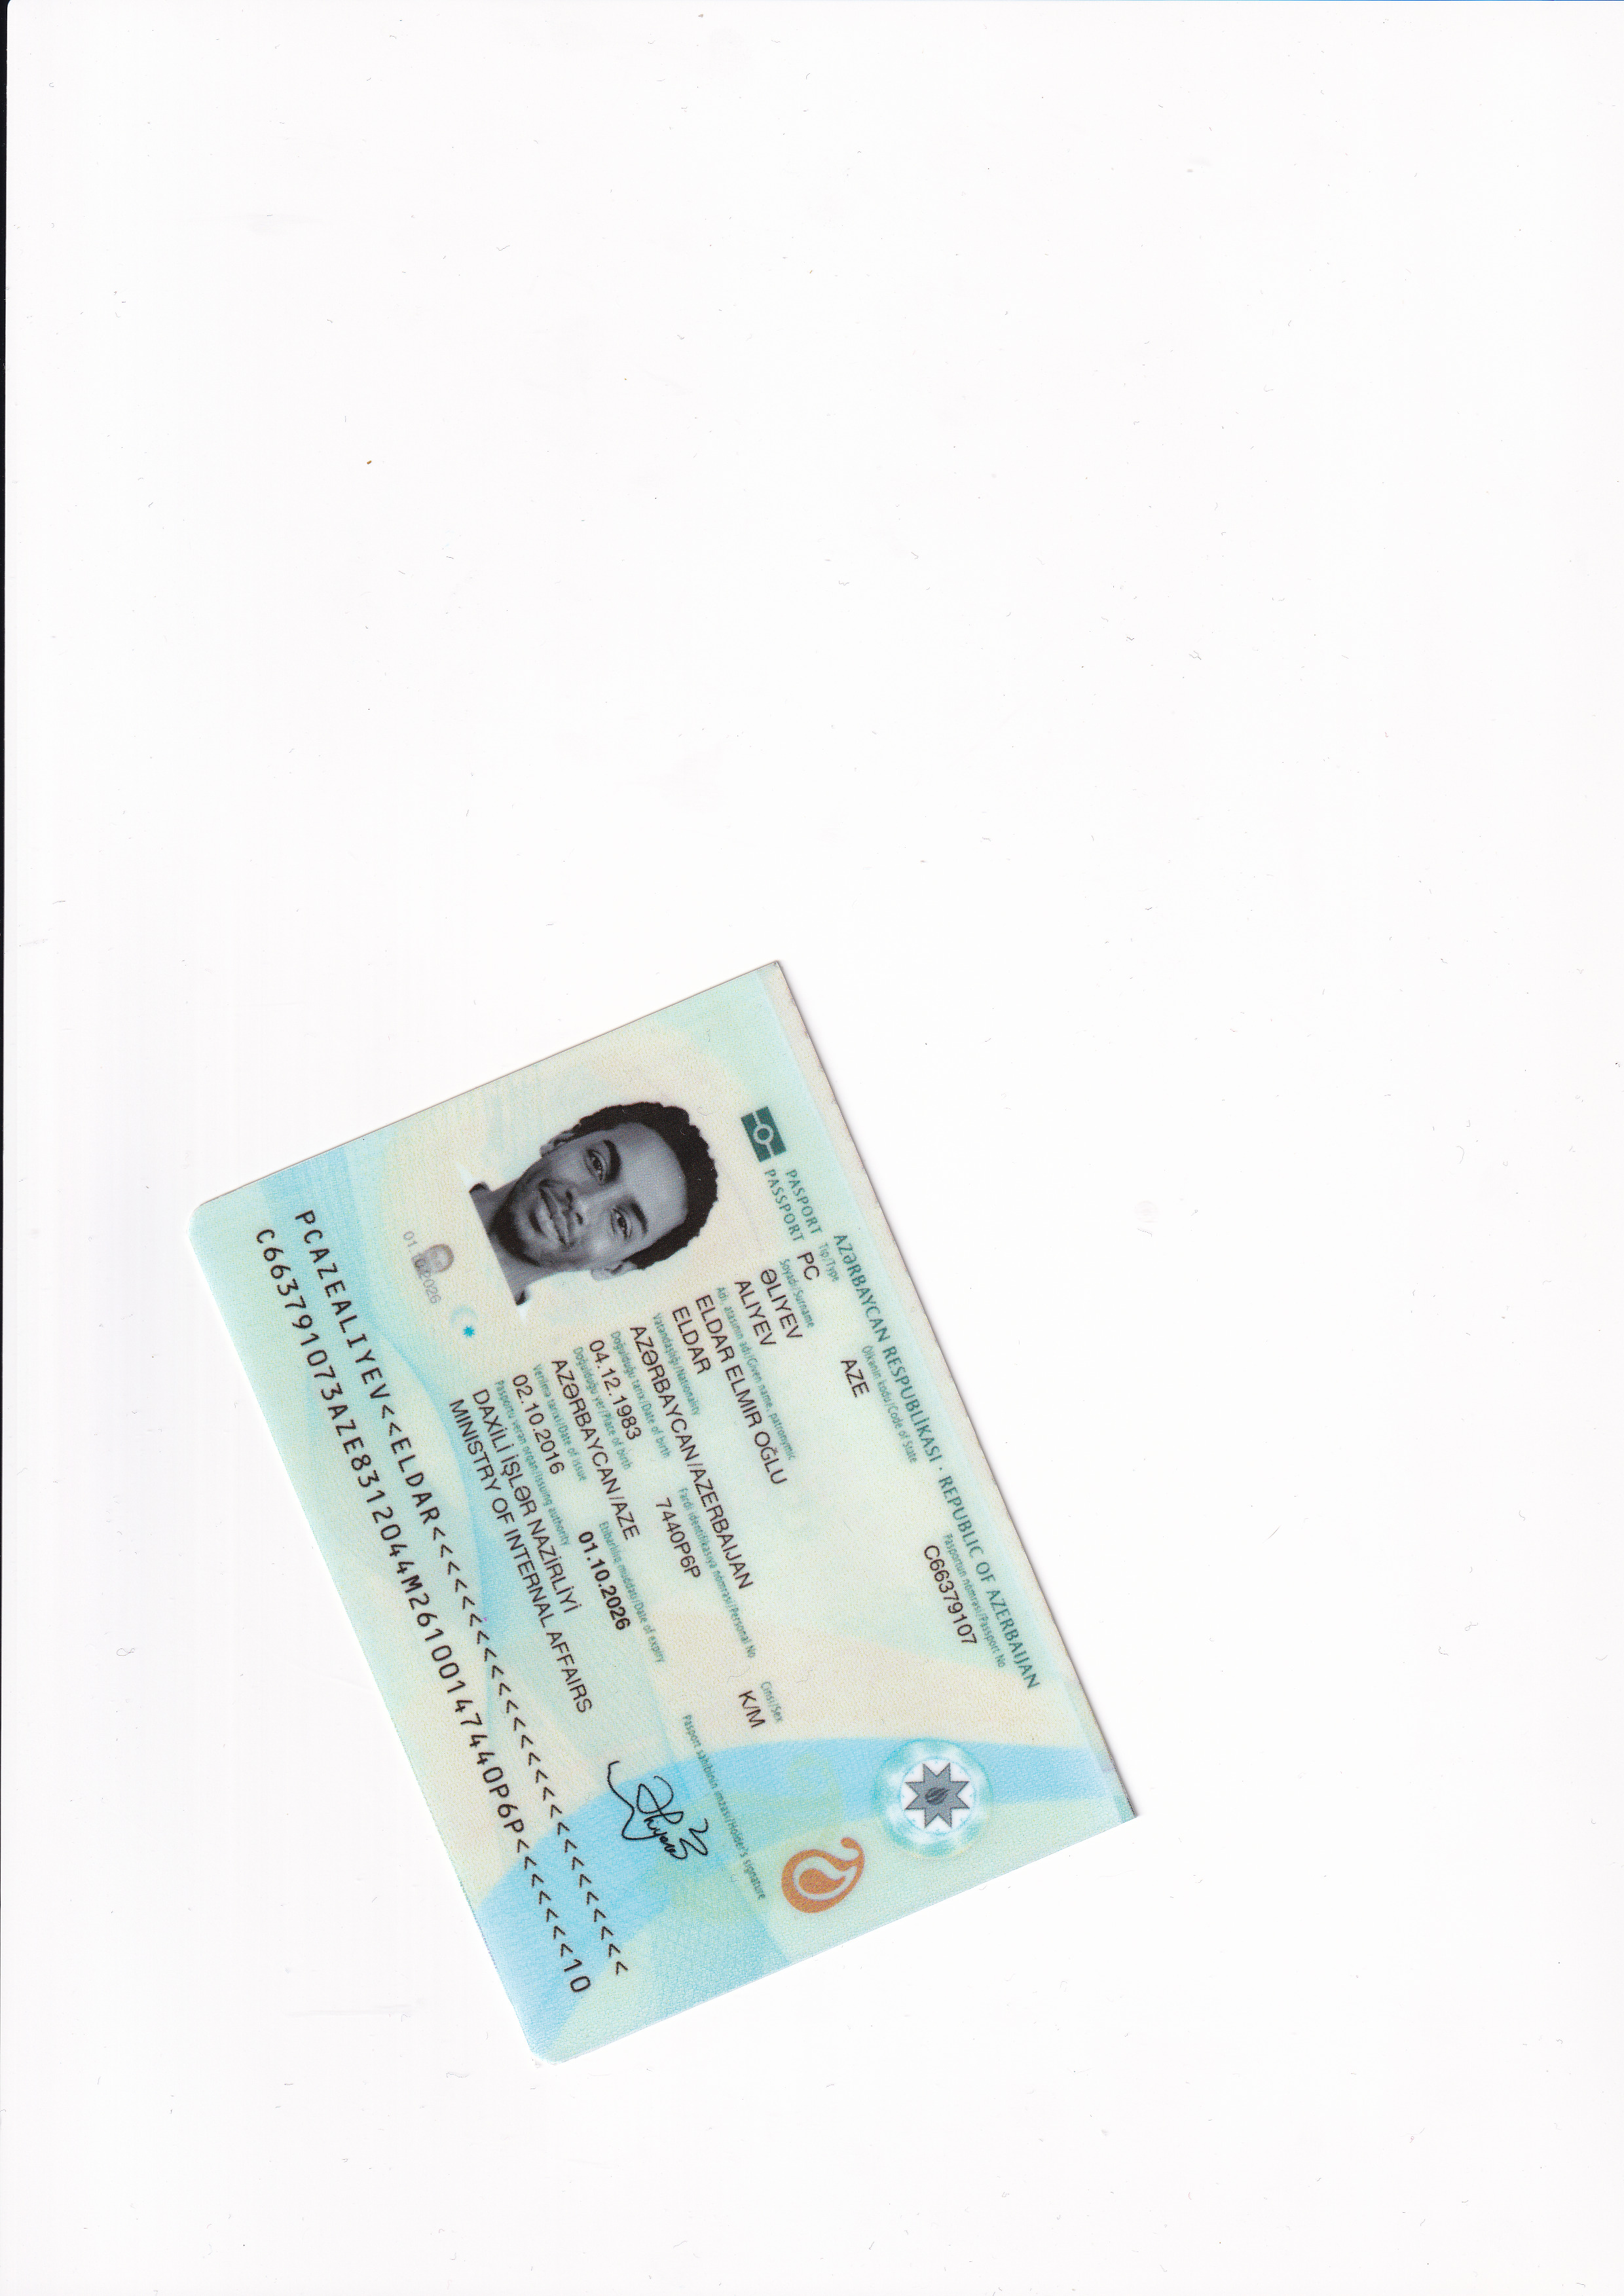 AZƏRBAYCAN RESPUBLİKASI · REPUBLIC OF AZERBAIJAN
PASPORT
PASSPORT
Tip/Type
PC
Ölkənin kodu/Code of State
AZE
Pasportun nömrəsi/Passport No
C66379107
Soyadı/Surname
ƏLIYEV
ALIYEV
Adı, atasının adı/Given name, patronymic
ELDAR ELMIR OĞLU
ELDAR
Vətəndaşlığı/Nationality
AZƏRBAYCAN/AZERBAIJAN
Doğulduğu tarix/Date of birth
04.12.1983
Fərdi identifikasiya nömrəsi/Personal No
7440P6P
Cinsi/Sex
K/M
Doğulduğu yer/Place of birth
AZƏRBAYCAN/AZE
Verilmə tarixi/Date of issue
02.10.2016
Etibarlılıq müddəti/Date of expiry
01.10.2026
Pasport sahibinin imzası/Holder's signature
Pasportu verən orqan/Issuing authority
DAXİLİ İŞLƏR NAZİRLİYİ
MINISTRY OF INTERNAL AFFAIRS
01.10.2026
PCAZEALIYEV<<ELDAR<<<<<<<<<<<<<<<<<<<<<<<<<<
C663791073AZE8312044M26100147440P6P<<<<<<<10